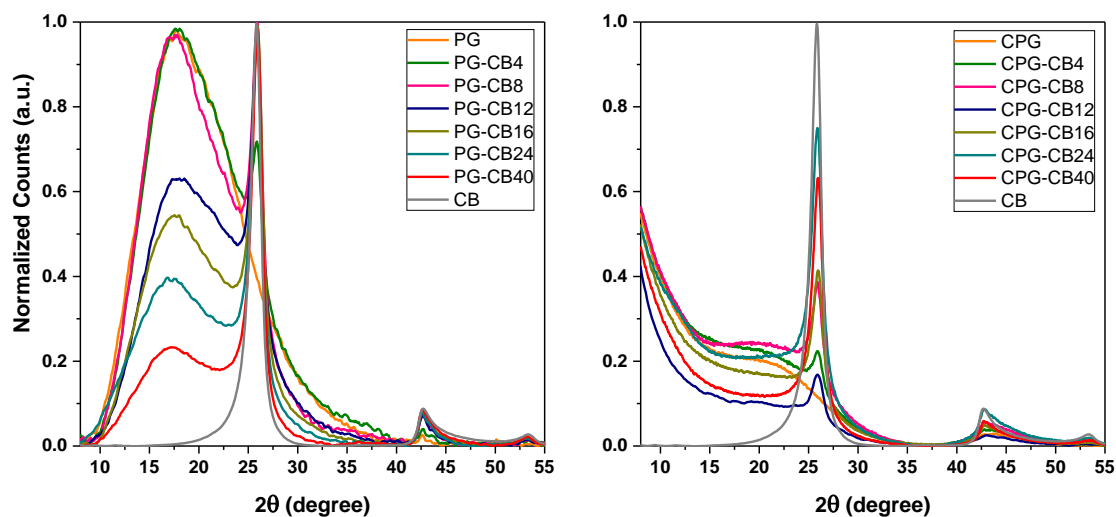 Normalized Counts (a.u.)
1.0
0.8
0.6
0.4
0.2
0.0
PG
PG-CB4
PG-CB8
PG-CB12
PG-CB16
PG-CB24
PG-CB40
CB
10 15 20 25 30 35 40 45 50 55
2θ (degree)
1.0
0.8
0.6
0.4
0.2
0.0
CPG
CPG-CB4
CPG-CB8
CPG-CB12
CPG-CB16
CPG-CB24
CPG-CB40
CB
10 15 20 25 30 35 40 45 50 55
2θ (degree)